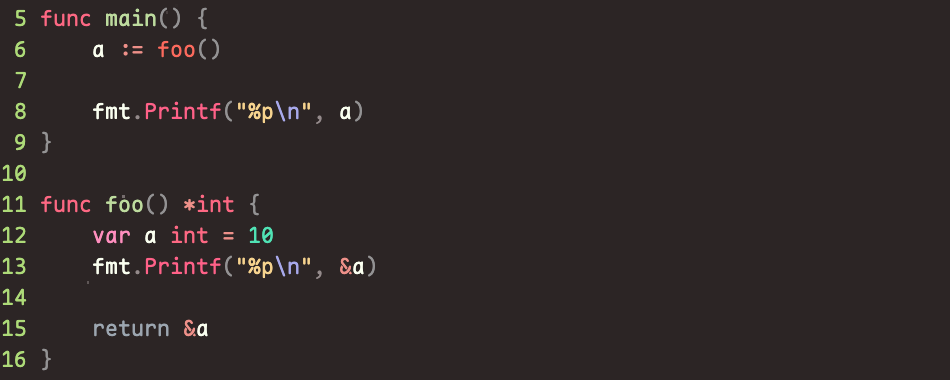 5 func main() {
6     a := foo()
7
8     fmt.Printf("%p\n", a)
9 }
10
11 func foo() *int {
12     var a int = 10
13     fmt.Printf("%p\n", &a)
14
15     return &a
16 }